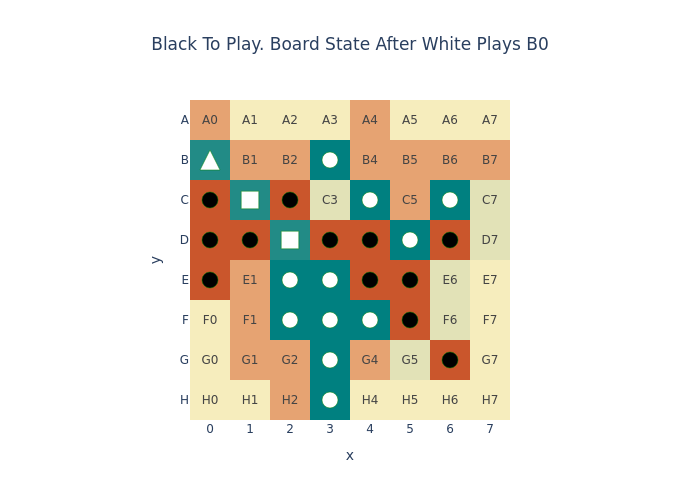 Black To Play. Board State After White Plays B0
A A0 A1 A2 A3 A4 A5 A6 A7
B B1 B2 B4 B5 B6 B7
C C3 C5 C7
D D7
y
E E1 E6 E7
F F0 F1 F6 F7
G G0 G1 G2 G4 G5 G7
H H0 H1 H2 H4 H5 H6 H7
0 1 2 3 4 5 6 7
x